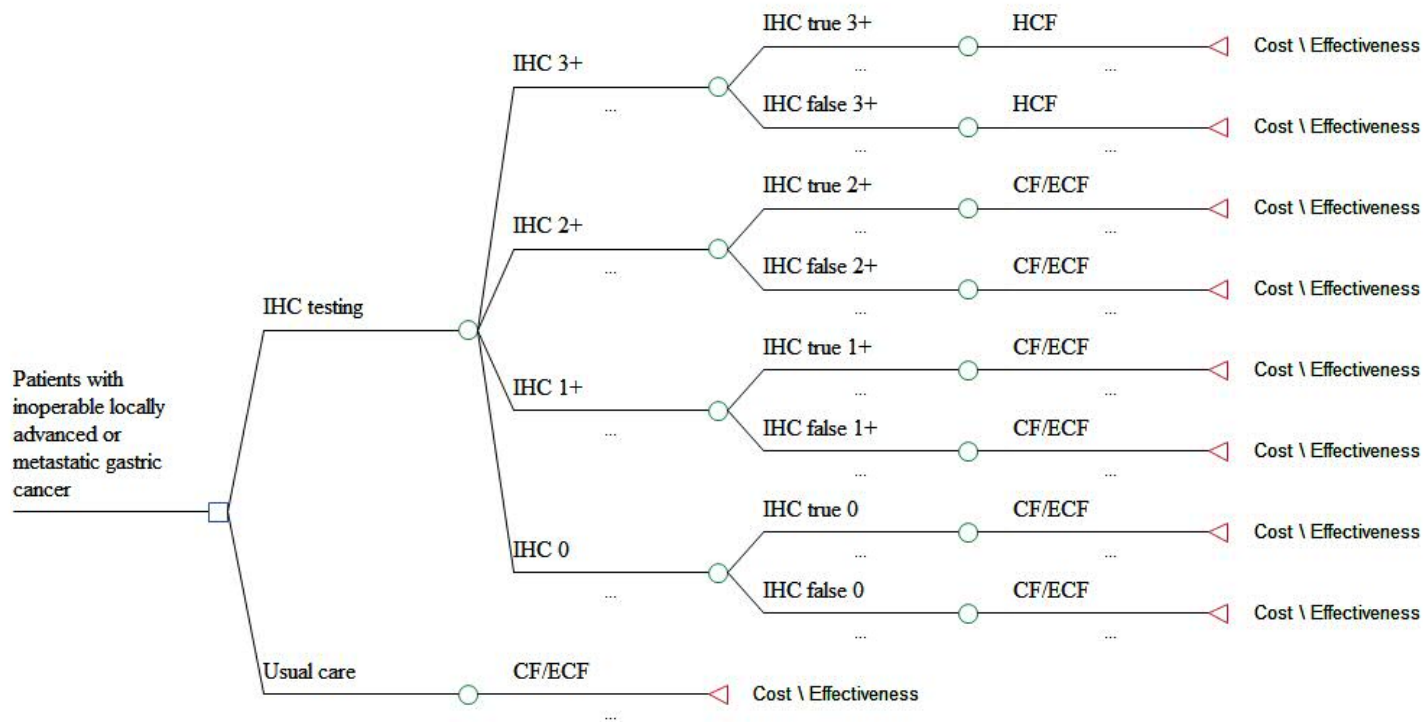 IHC true 3+
HCF
Cost \ Effectiveness
...
...
IHC 3+
...
IHC false 3+
HCF
Cost \ Effectiveness
...
...
IHC true 2+
CF/ECF
Cost \ Effectiveness
...
...
IHC 2+
...
IHC false 2+
CF/ECF
Cost \ Effectiveness
...
...
IHC testing
IHC true 1+
CF/ECF
Cost \ Effectiveness
...
...
IHC 1+
...
IHC false 1+
CF/ECF
Cost \ Effectiveness
...
...
Patients with
inoperable locally
advanced or
metastatic gastric
cancer
IHC true 0
CF/ECF
Cost \ Effectiveness
...
...
IHC 0
...
IHC false 0
CF/ECF
Cost \ Effectiveness
...
...
Usual care
CF/ECF
Cost \ Effectiveness
...